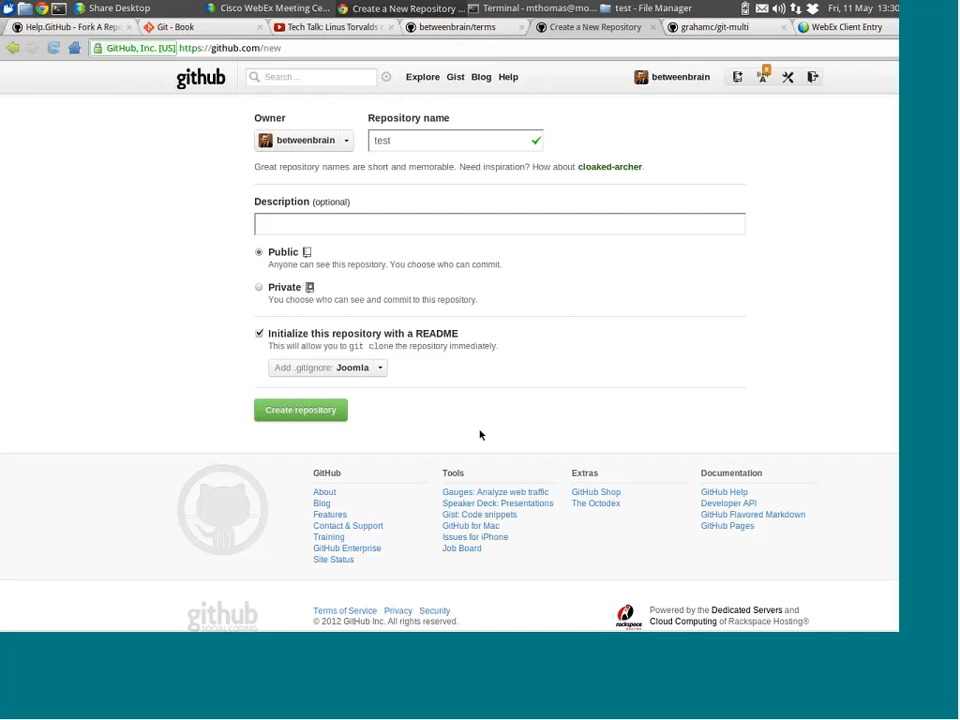 Share Desktop
Cisco WebEx Meeting Ce...
Create a New Repository ...
Terminal - mthomas@mo...
test - File Manager
Fri, 11 May 13:30
Help.GitHub - Fork A Rep
Git - Book
Tech Talk: Linus Torvalds
betweenbrain/terms
Create a New Repository
grahamc/git-multi
WebEx Client Entry
GitHub, Inc. [US] https://github.com/new
github
Search...
Explore Gist Blog Help
betweenbrain
8
Owner
Repository name
betweenbrain
test
Great repository names are short and memorable. Need inspiration? How about cloaked-archer.
Description (optional)
Public
Anyone can see this repository. You choose who can commit.
Private
You choose who can see and commit to this repository.
Initialize this repository with a README
This will allow you to git clone the repository immediately.
Add .gitignore: Joomla
Create repository
GitHub
About
Blog
Features
Contact & Support
Training
GitHub Enterprise
Site Status
Tools
Gauges: Analyze web traffic
Speaker Deck: Presentations
Gist: Code snippets
GitHub for Mac
Issues for iPhone
Job Board
Extras
GitHub Shop
The Octodex
Documentation
GitHub Help
Developer API
GitHub Flavored Markdown
GitHub Pages
github
SOCIAL CODING
Terms of Service Privacy Security
© 2012 GitHub Inc. All rights reserved.
rackspace
Powered by the Dedicated Servers and
Cloud Computing of Rackspace Hosting®